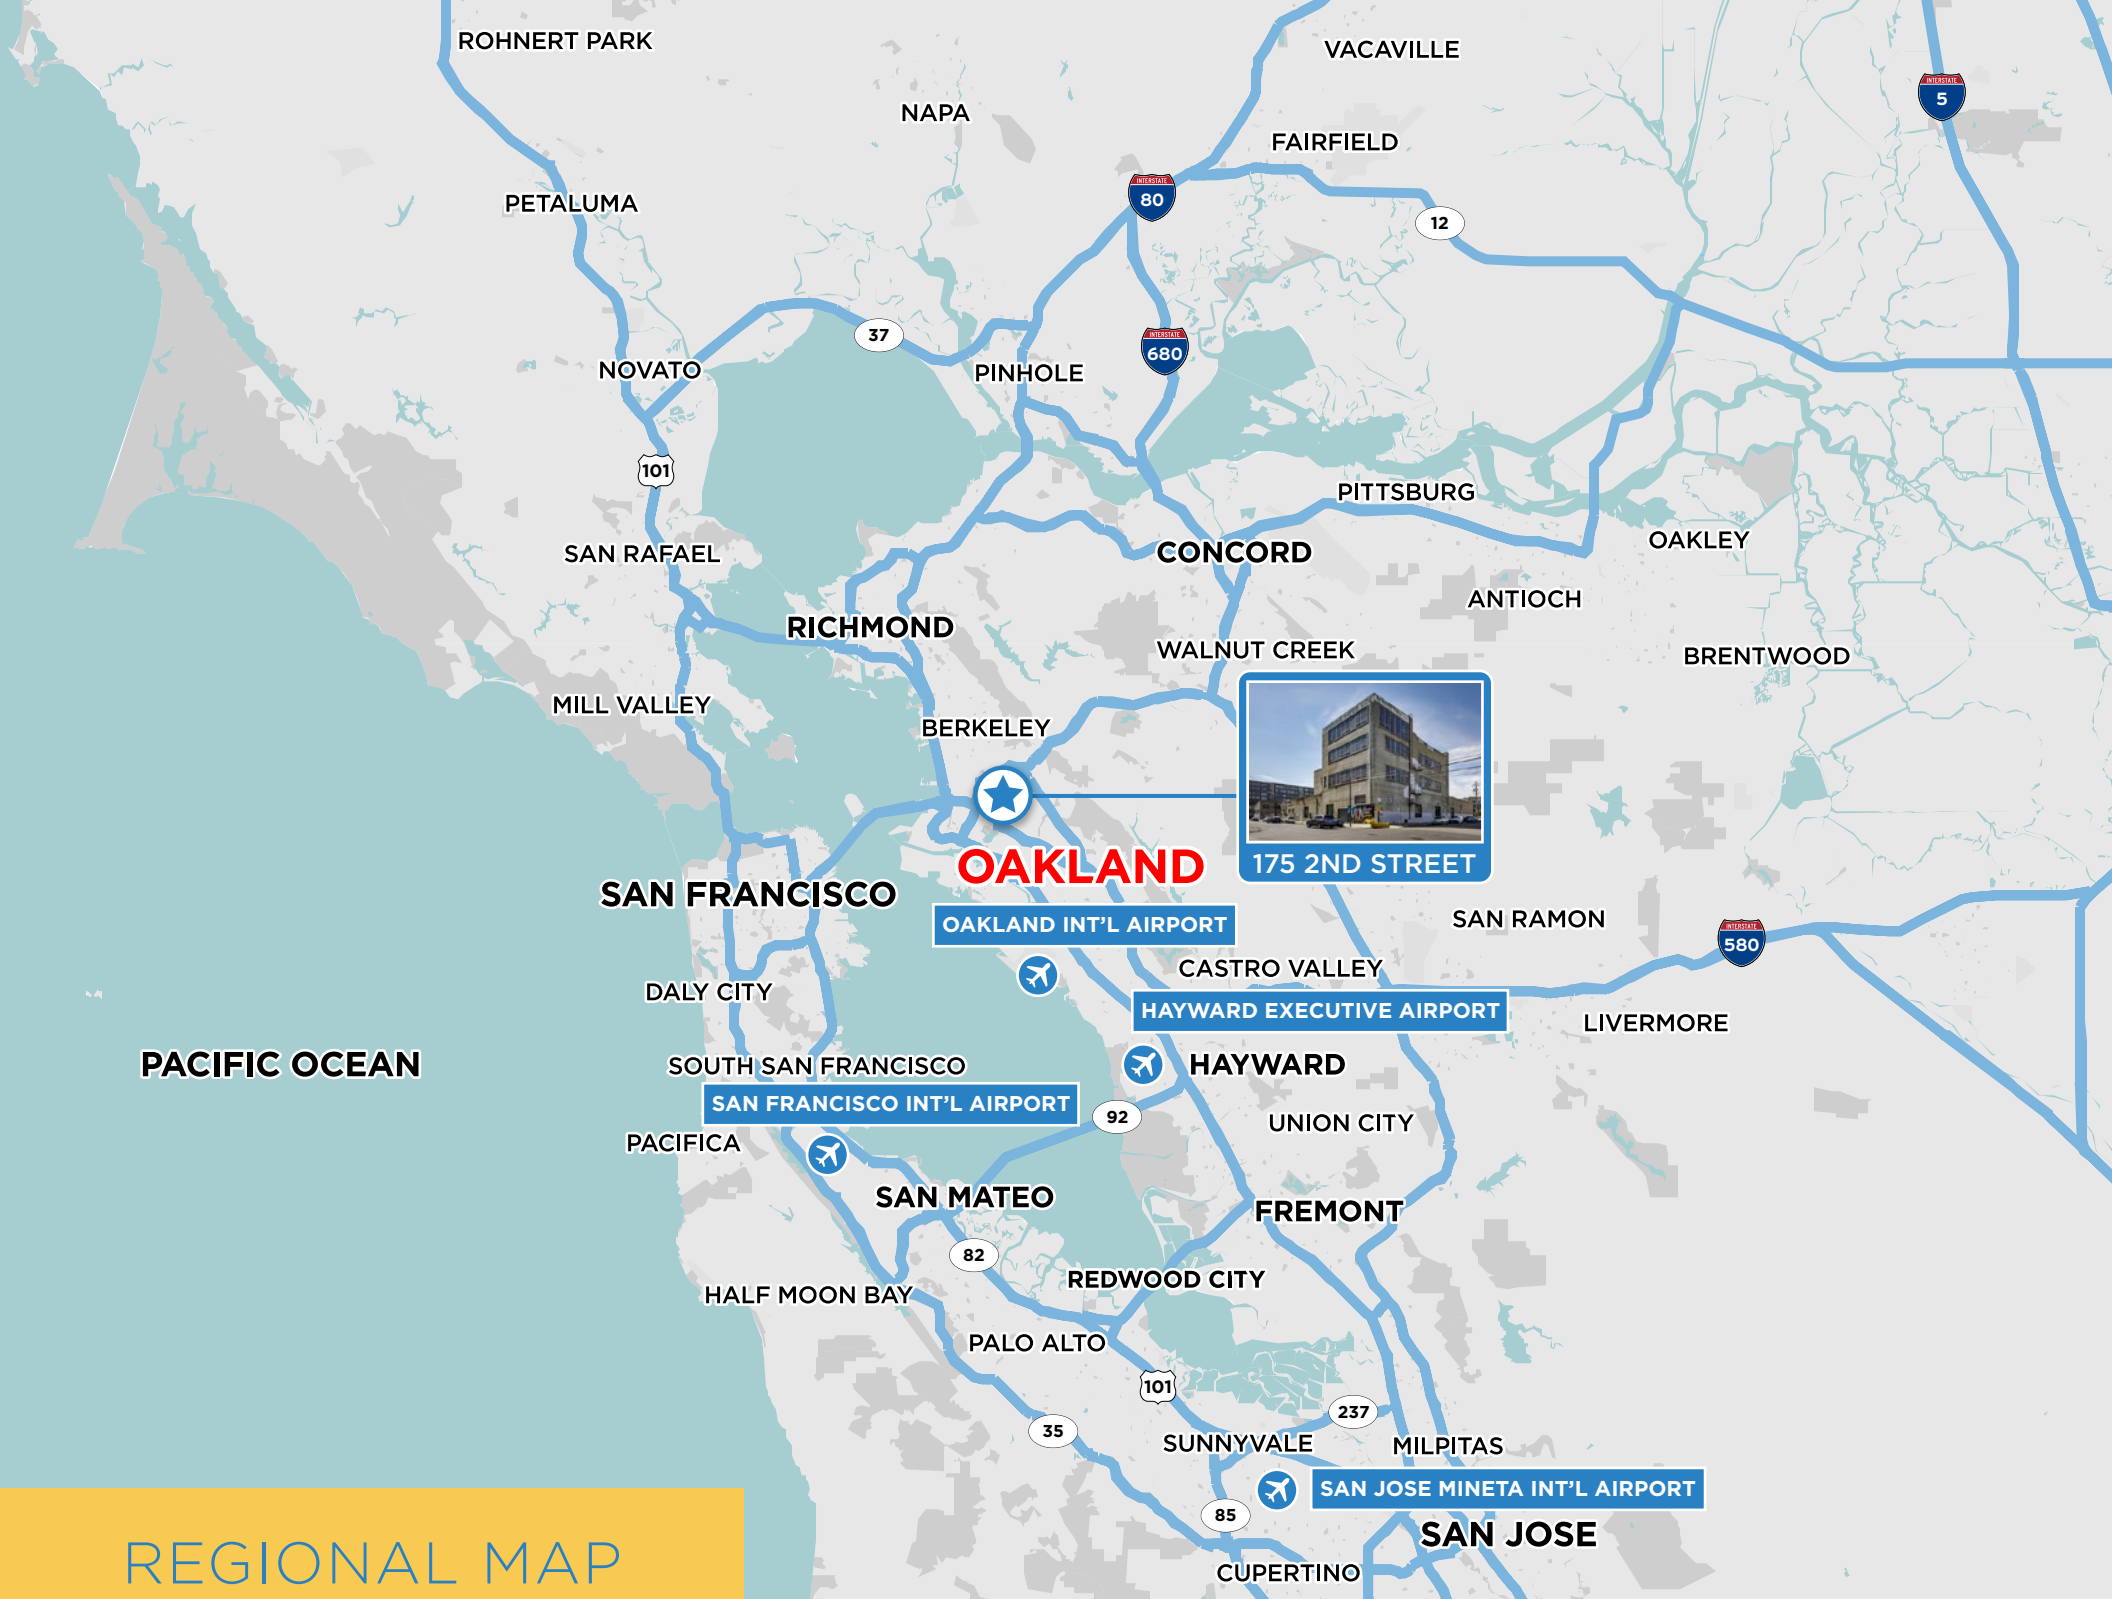 ROHNERT PARK
VACAVILLE
INTERSTATE
5
NAPA
FAIRFIELD
INTERSTATE
80
PETALUMA
12
37
INTERSTATE
680
NOVATO
PINHOLE
101
PITTSBURG
SAN RAFAEL
CONCORD
OAKLEY
ANTIOCH
RICHMOND
WALNUT CREEK
BRENTWOOD
MILL VALLEY
BERKELEY
OAKLAND
175 2ND STREET
SAN FRANCISCO
OAKLAND INT'L AIRPORT
SAN RAMON
INTERSTATE
580
CASTRO VALLEY
DALY CITY
HAYWARD EXECUTIVE AIRPORT
LIVERMORE
PACIFIC OCEAN
SOUTH SAN FRANCISCO
HAYWARD
SAN FRANCISCO INT'L AIRPORT
92
UNION CITY
PACIFICA
SAN MATEO
FREMONT
82
REDWOOD CITY
HALF MOON BAY
PALO ALTO
101
237
35
SUNNYVALE
MILPITAS
SAN JOSE MINETA INT'L AIRPORT
85
SAN JOSE
REGIONAL MAP
CUPERTINO